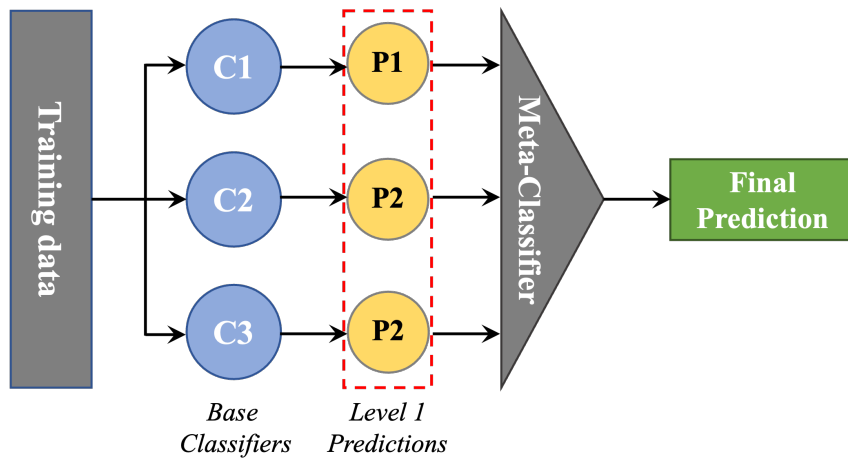 Training data
C1
P1
C2
P2
C3
P2
Meta-Classifier
Final
Prediction
Base
Classifiers
Level 1
Predictions